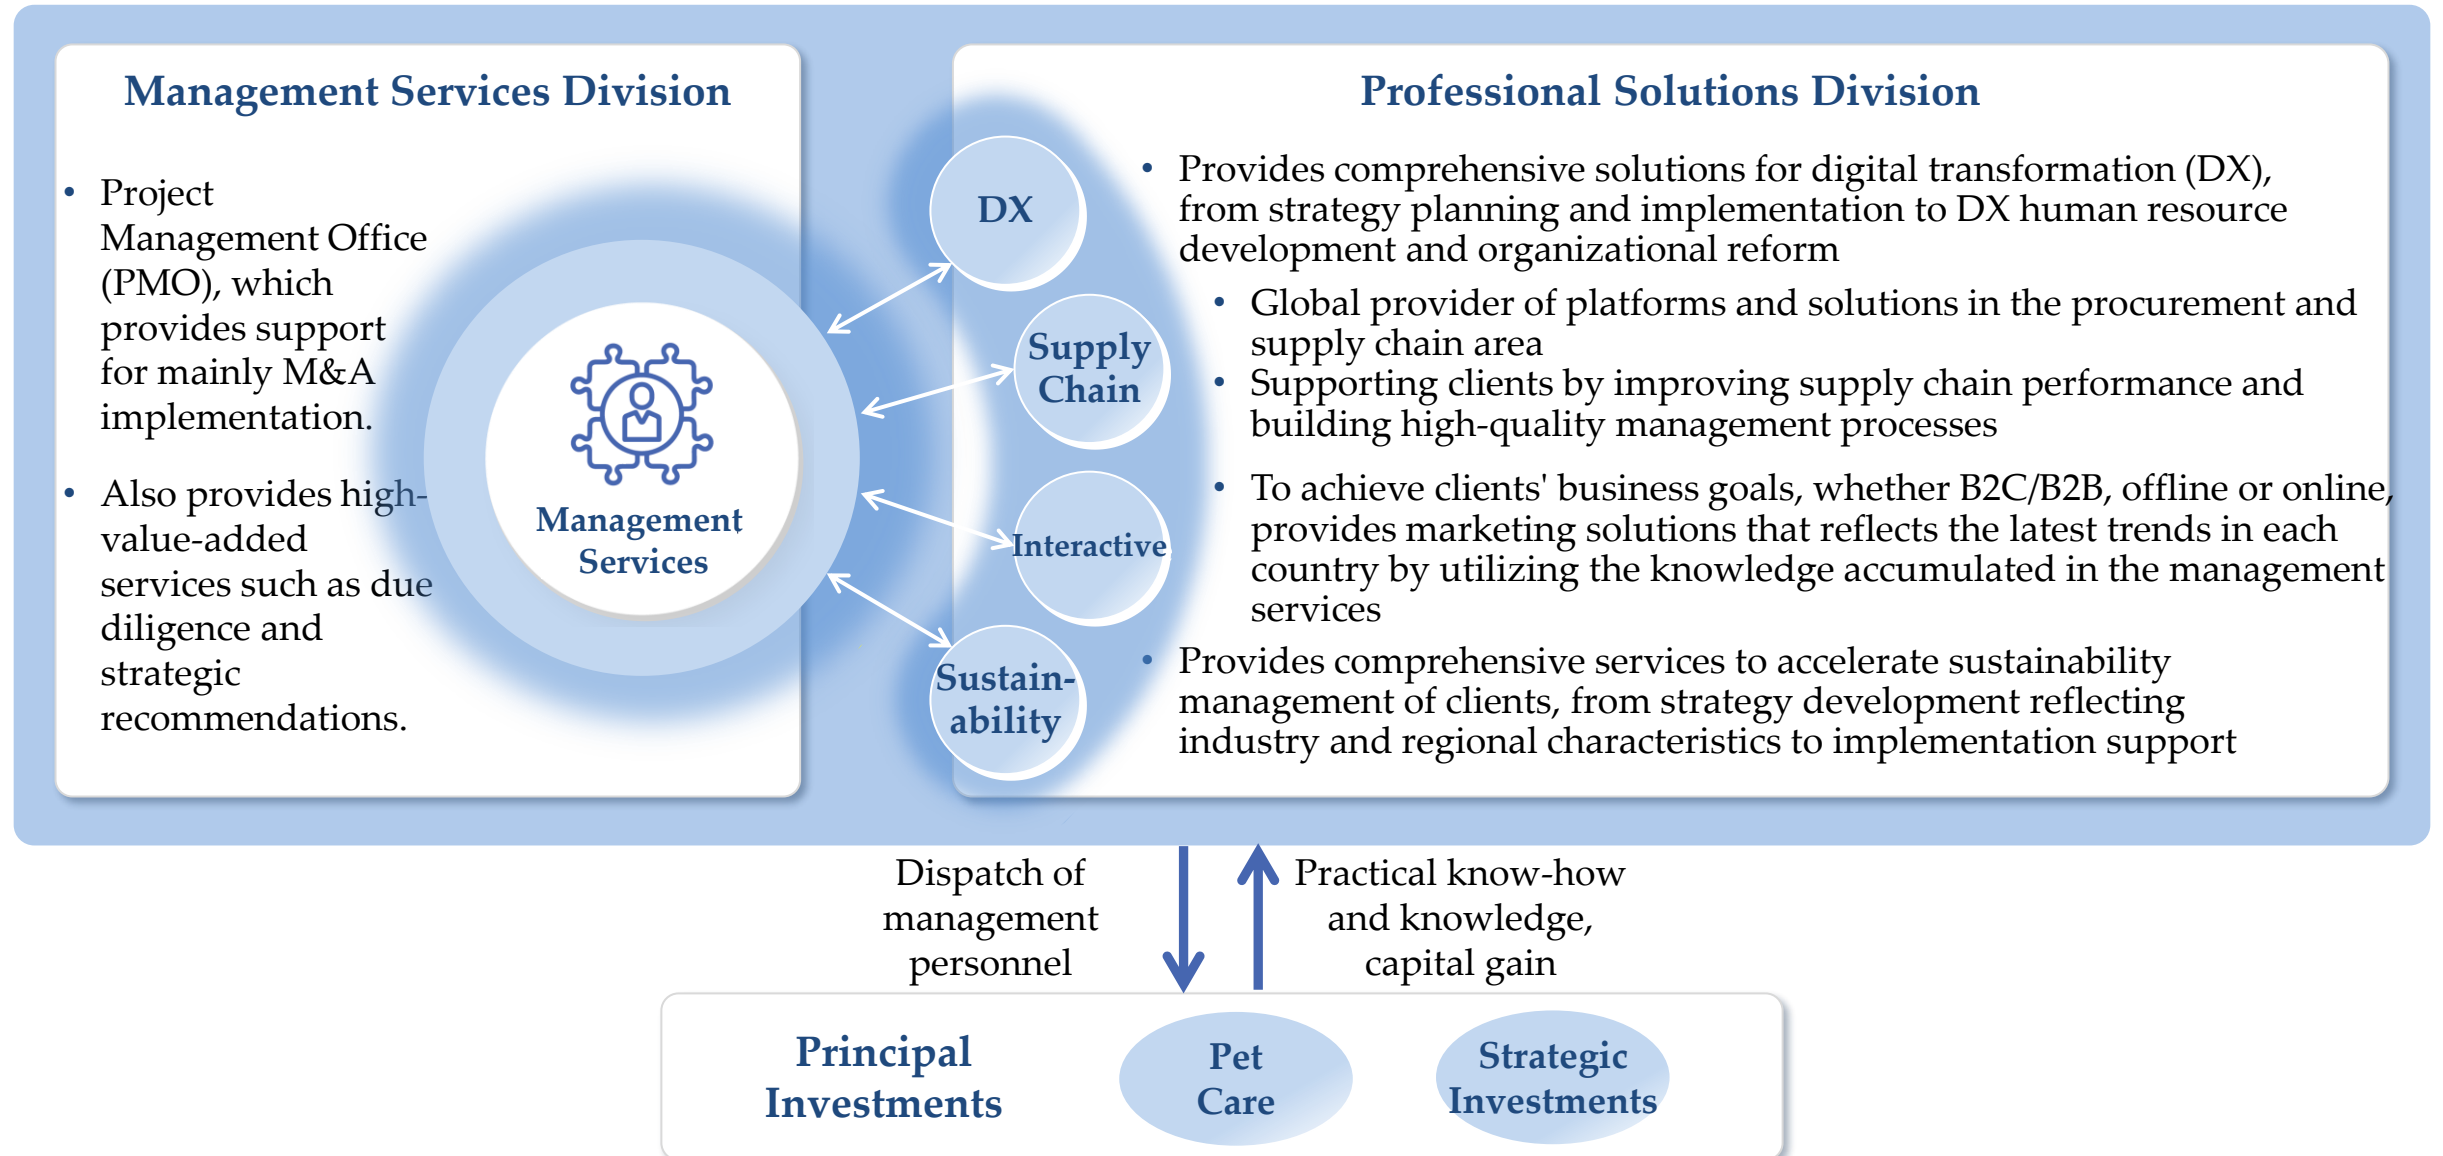 Management Services Division
• Project
Management Office
(PMO), which
provides support
for mainly M&A
implementation.
• Also provides high-
value-added
services such as due
diligence and
strategic
recommendations.
Management
Services
Professional Solutions Division
DX
• Provides comprehensive solutions for digital transformation (DX),
from strategy planning and implementation to DX human resource
development and organizational reform
Supply
Chain
• Global provider of platforms and solutions in the procurement and
supply chain area
• Supporting clients by improving supply chain performance and
building high-quality management processes
Interactive
• To achieve clients' business goals, whether B2C/B2B, offline or online,
provides marketing solutions that reflects the latest trends in each
country by utilizing the knowledge accumulated in the management
services
Sustain-
ability
• Provides comprehensive services to accelerate sustainability
management of clients, from strategy development reflecting
industry and regional characteristics to implementation support
Dispatch of
management
personnel
Practical know-how
and knowledge,
capital gain
Principal
Investments
Pet
Care
Strategic
Investments